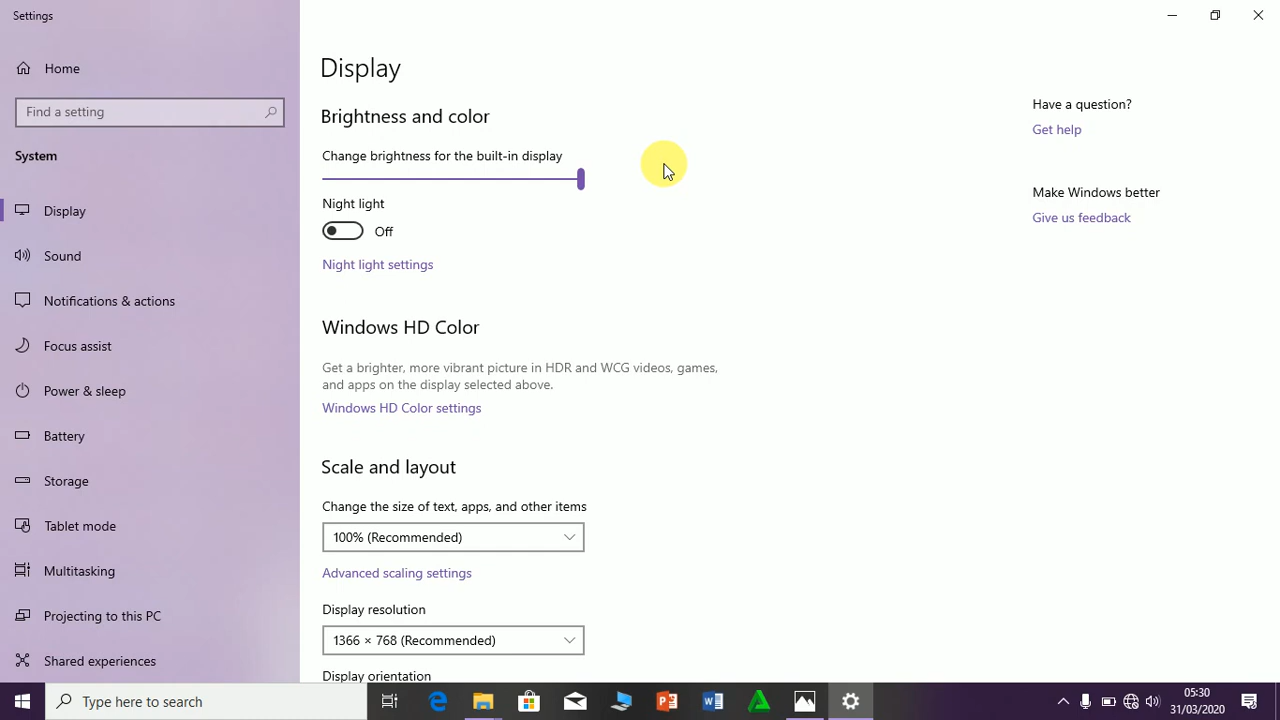 Settings
Home
Find a setting
System
Display
Sound
Notifications & actions
Focus assist
Power & sleep
Battery
Storage
Tablet mode
Multitasking
Projecting to this PC
Shared experiences
Display
Brightness and color
Change brightness for the built-in display
Night light
Off
Night light settings
Windows HD Color
Get a brighter, more vibrant picture in HDR and WCG videos, games,
and apps on the display selected above.
Windows HD Color settings
Scale and layout
Change the size of text, apps, and other items
100% (Recommended)
Advanced scaling settings
Display resolution
1366 × 768 (Recommended)
Display orientation
Have a question?
Get help
Make Windows better
Give us feedback
Type here to search
05:30
31/03/2020